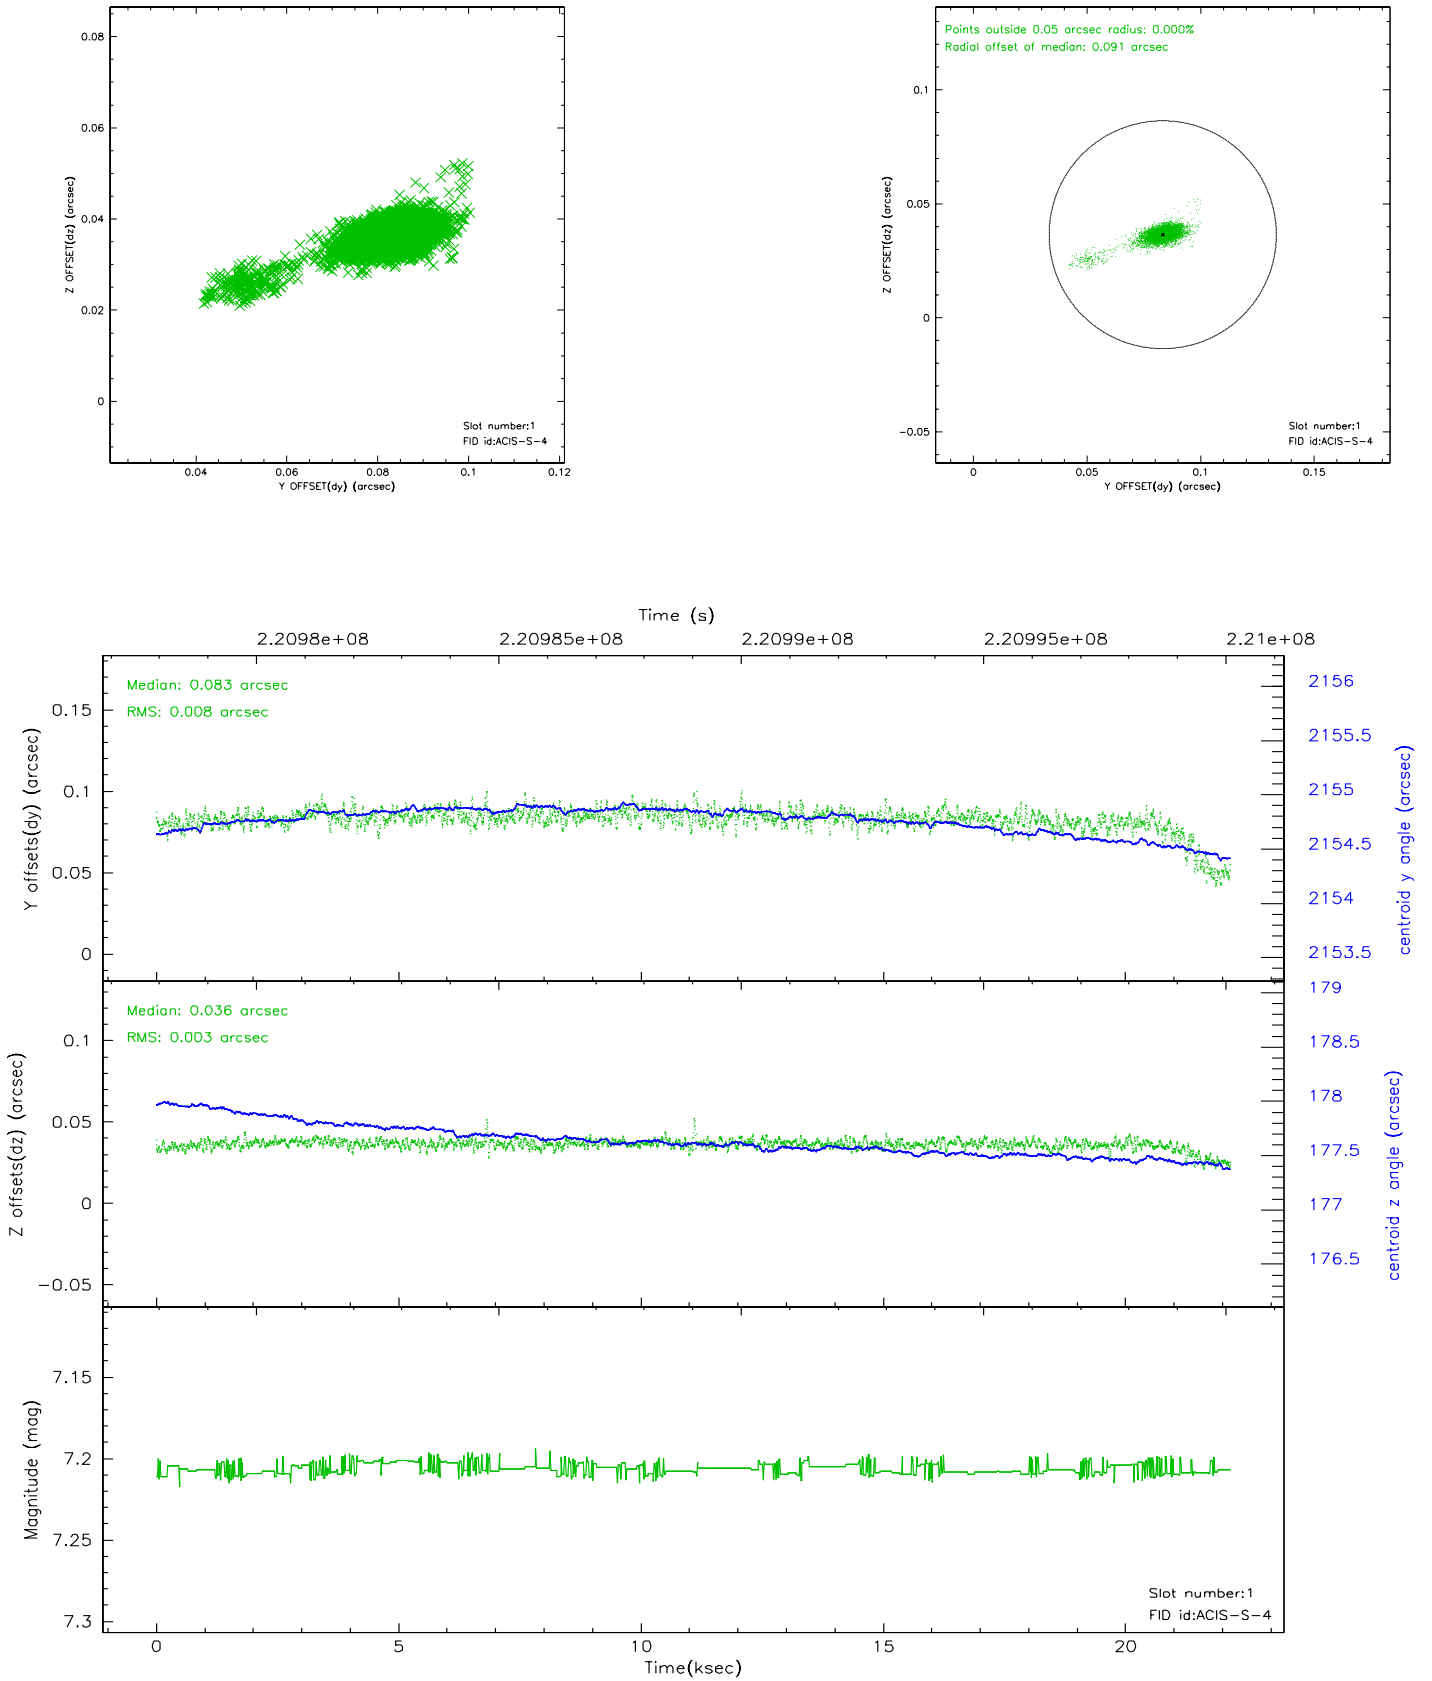 0.08
0.06
0.04
0.02
0
Z OFFSET(dz) (arcsec)
Slot number:1
FID id:ACIS-S-4
0.04 0.06 0.08 0.1 0.12
Y OFFSET(dy) (arcsec)
Points outside 0.05 arcsec radius: 0.000%
Radial offset of median: 0.091 arcsec
0.1
0.05
0
-0.05
Z OFFSET(dz) (arcsec)
Slot number:1
FID id:ACIS-S-4
0 0.05 0.1 0.15
Y OFFSET(dy) (arcsec)
Time (s)
2.2098e+08 2.20985e+08 2.2099e+08 2.20995e+08 2.21e+08
Median: 0.083 arcsec
RMS: 0.008 arcsec
0.15
0.1
0.05
0
Y offsets(dy) (arcsec)
2156
2155.5
2155
2154.5
2154
2153.5
centroid y angle (arcsec)
Median: 0.036 arcsec
RMS: 0.003 arcsec
0.1
0.05
0
-0.05
Z offsets(dz) (arcsec)
179
178.5
178
177.5
177
176.5
centroid z angle (arcsec)
7.15
7.2
7.25
7.3
Magnitude (mag)
Slot number:1
FID id:ACIS-S-4
0 5 10 15 20
Time(ksec)